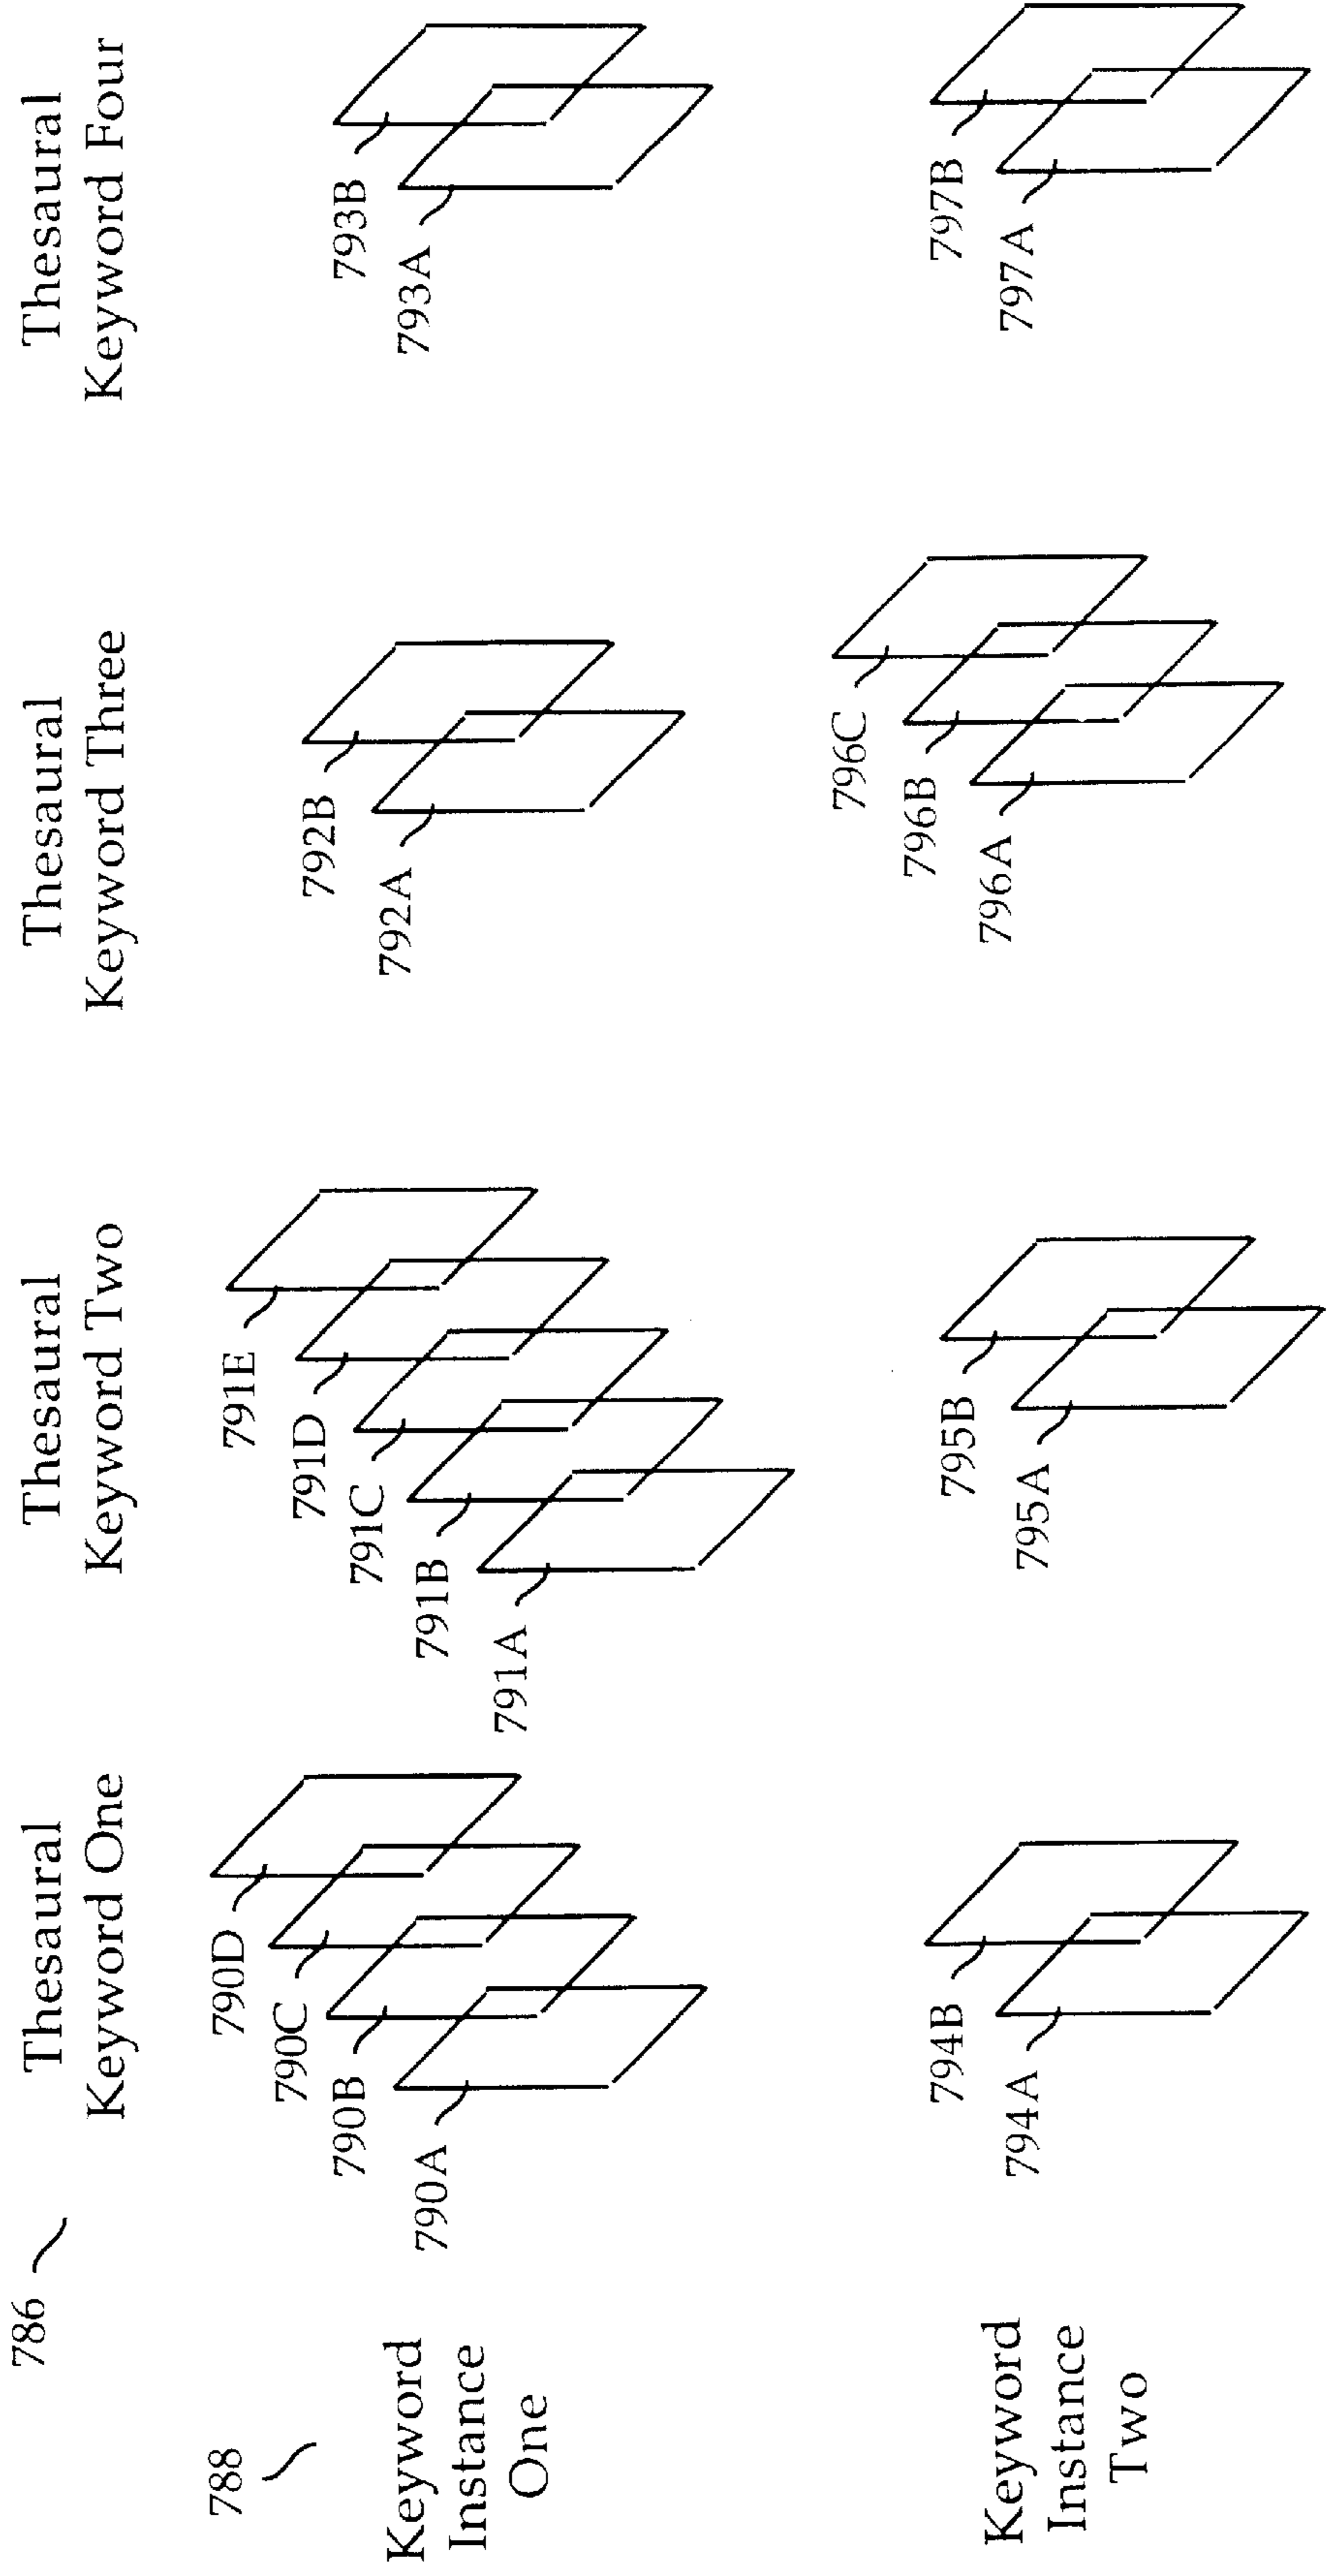 786
Thesaural
Keyword One
Thesaural
Keyword Two
Thesaural
Keyword Three
Thesaural
Keyword Four
788
Keyword
Instance
One
790D
790C
790B
790A
791E
791D
791C
791B
791A
792B
792A
793B
793A
Keyword
Instance
Two
794B
794A
795B
795A
796C
796B
796A
797B
797A